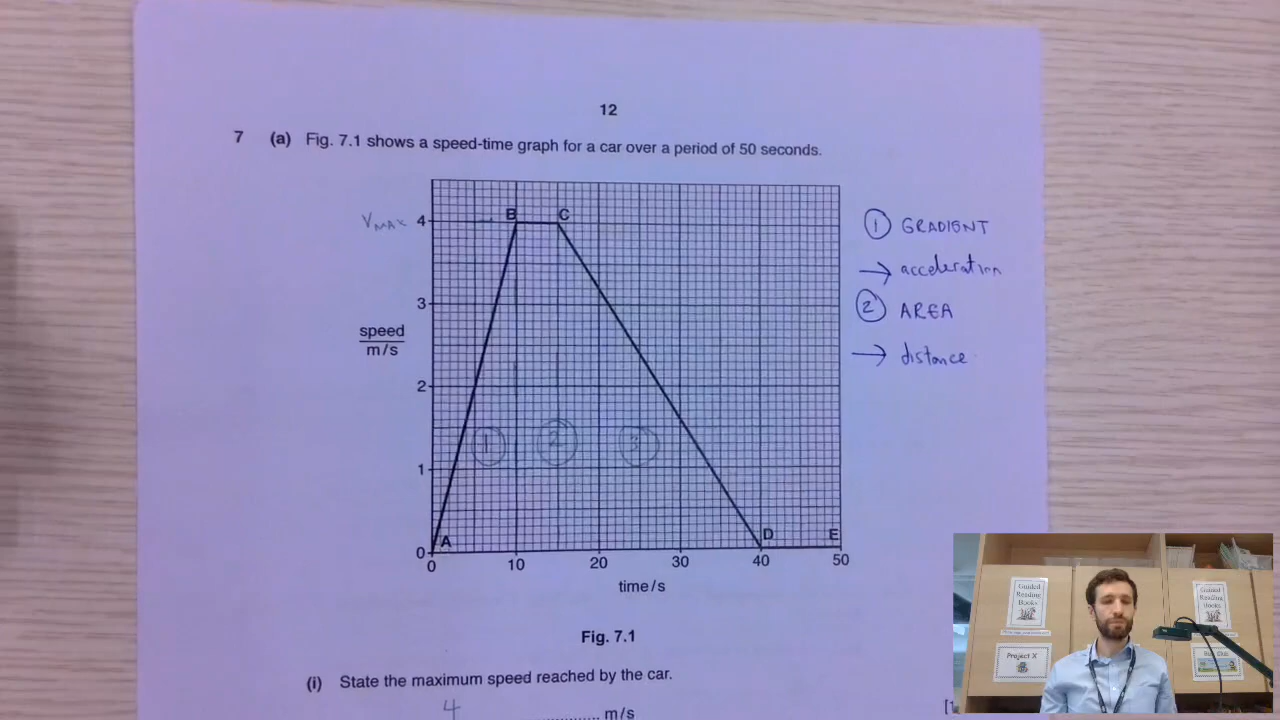 12
7 (a) Fig. 7.1 shows a speed-time graph for a car over a period of 50 seconds.
VMAX
4
3
2
1
0
speed
m/s
B
C
A
D
E
1
2
3
0 10 20 30 40 50
time/s
① GRADIENT
→ acceleration
② AREA
→ distance
Fig. 7.1
(i) State the maximum speed reached by the car.
4 ............ m/s
[1
Guided
Reading
Books
Guided
Reading
Books
Project X